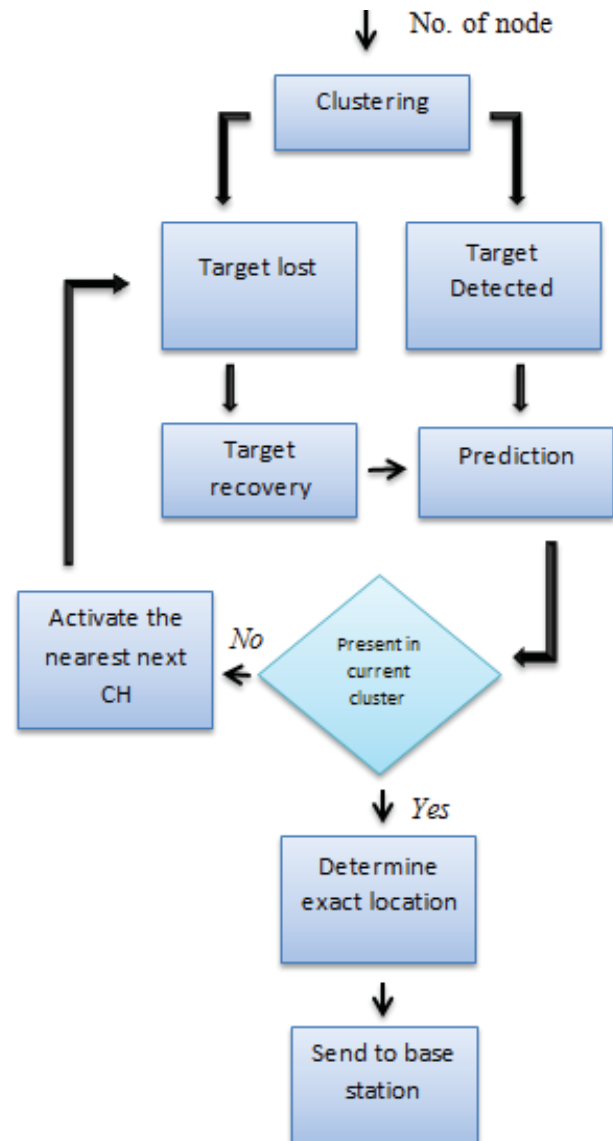 No. of node
Clustering
Target lost
Target
Detected
Target
recovery
Prediction
Activate the
nearest next
CH
No
Present in
current
cluster
Yes
Determine
exact location
Send to base
station